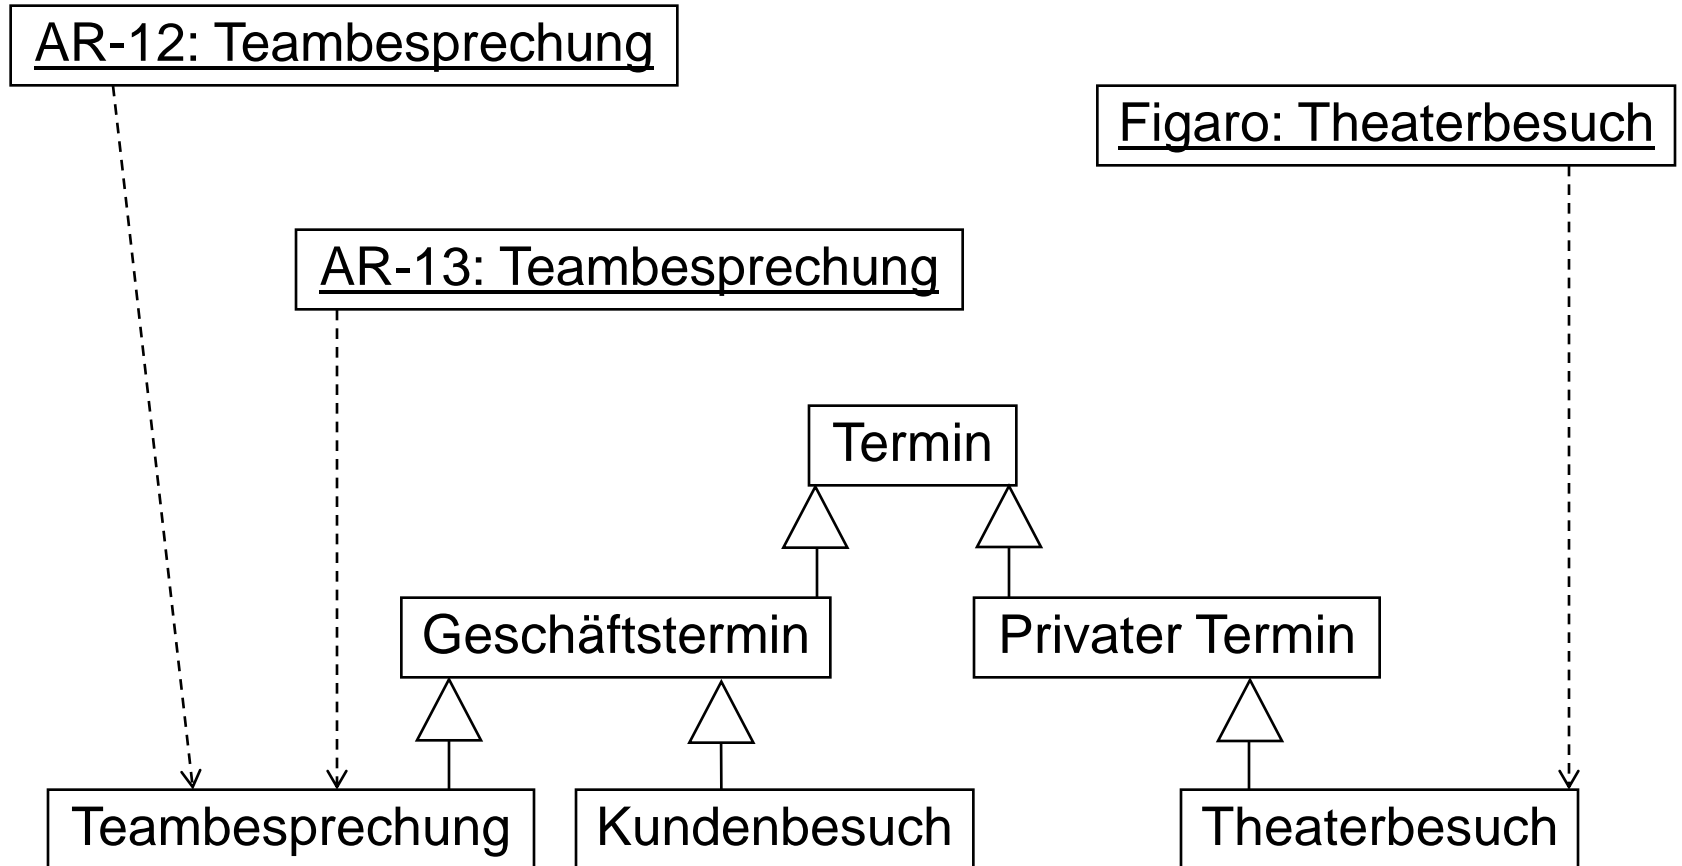 AR-12: Teambesprechung
Figaro: Theaterbesuch
AR-13: Teambesprechung
Termin
Geschäftstermin
Privater Termin
Teambesprechung
Kundenbesuch
Theaterbesuch